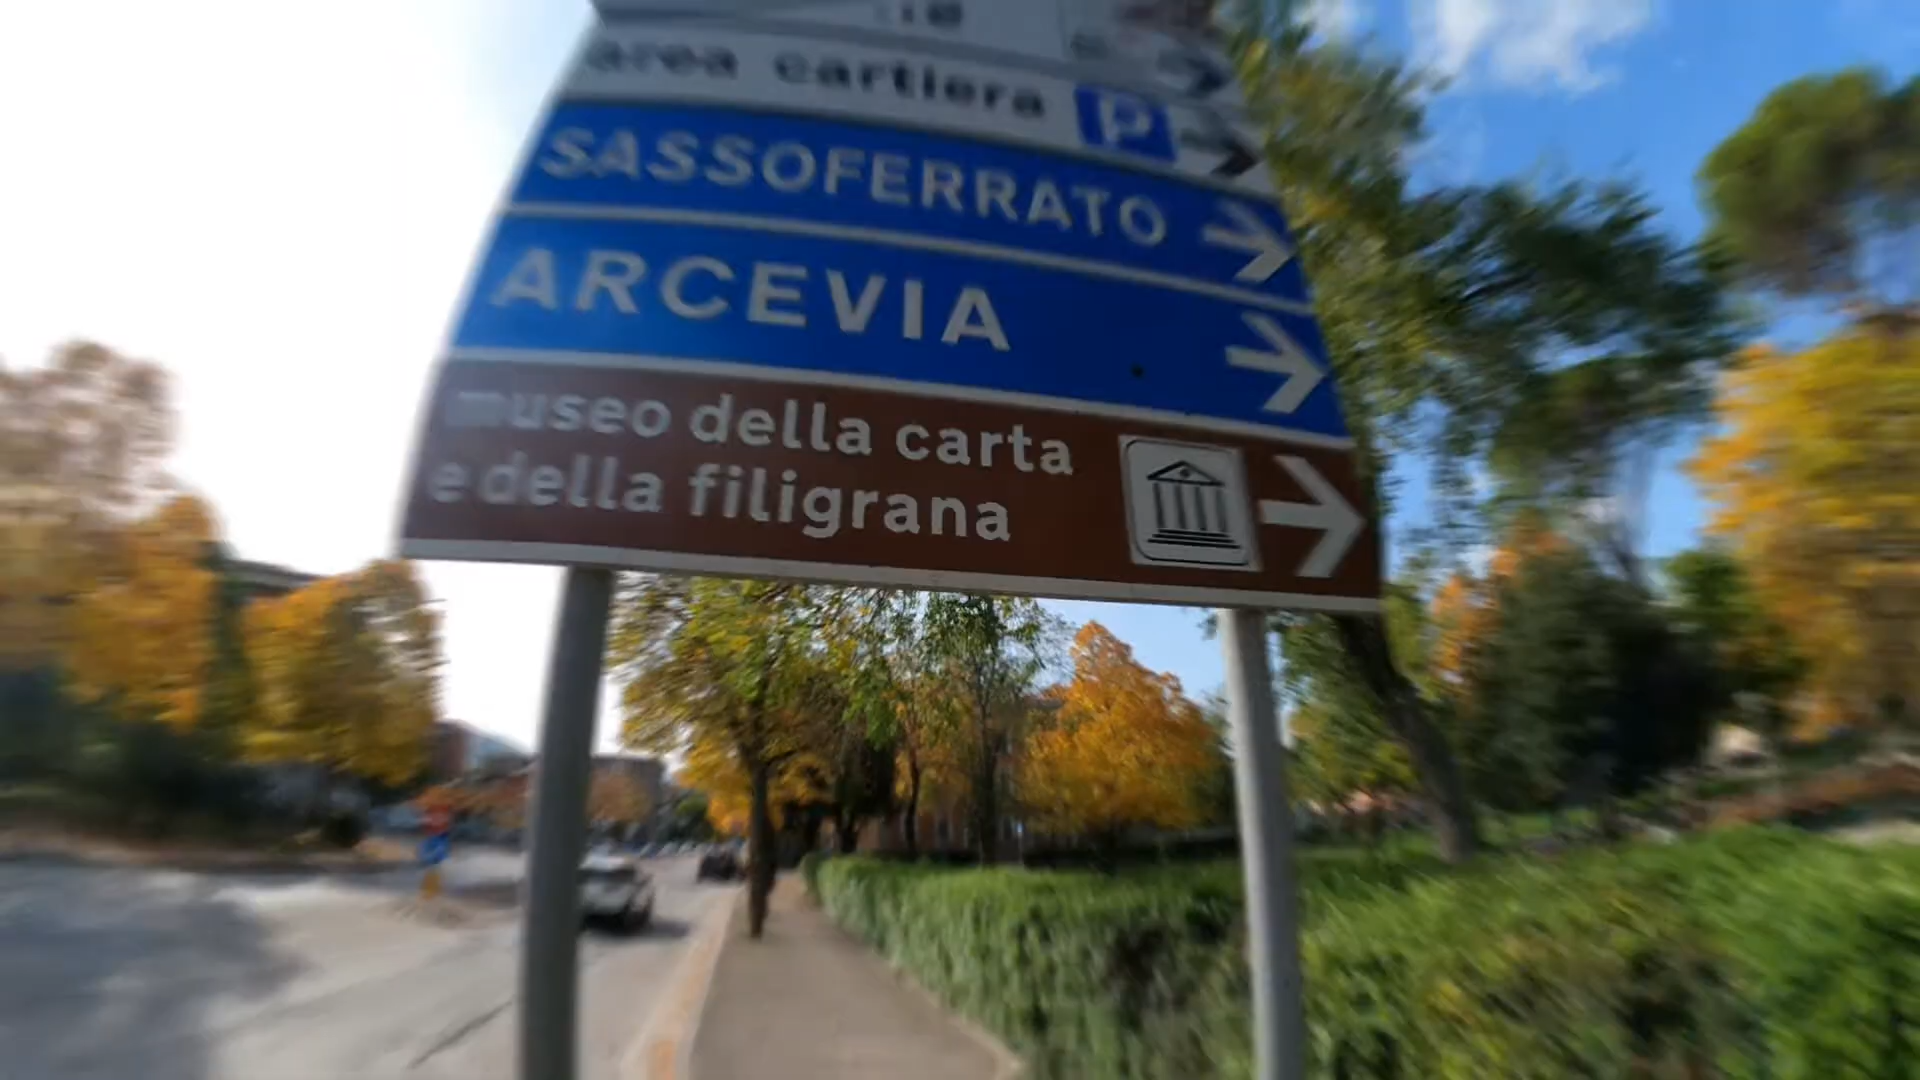 area cartiera P
SASSOFERRATO
ARCEVIA
museo della carta
e della filigrana